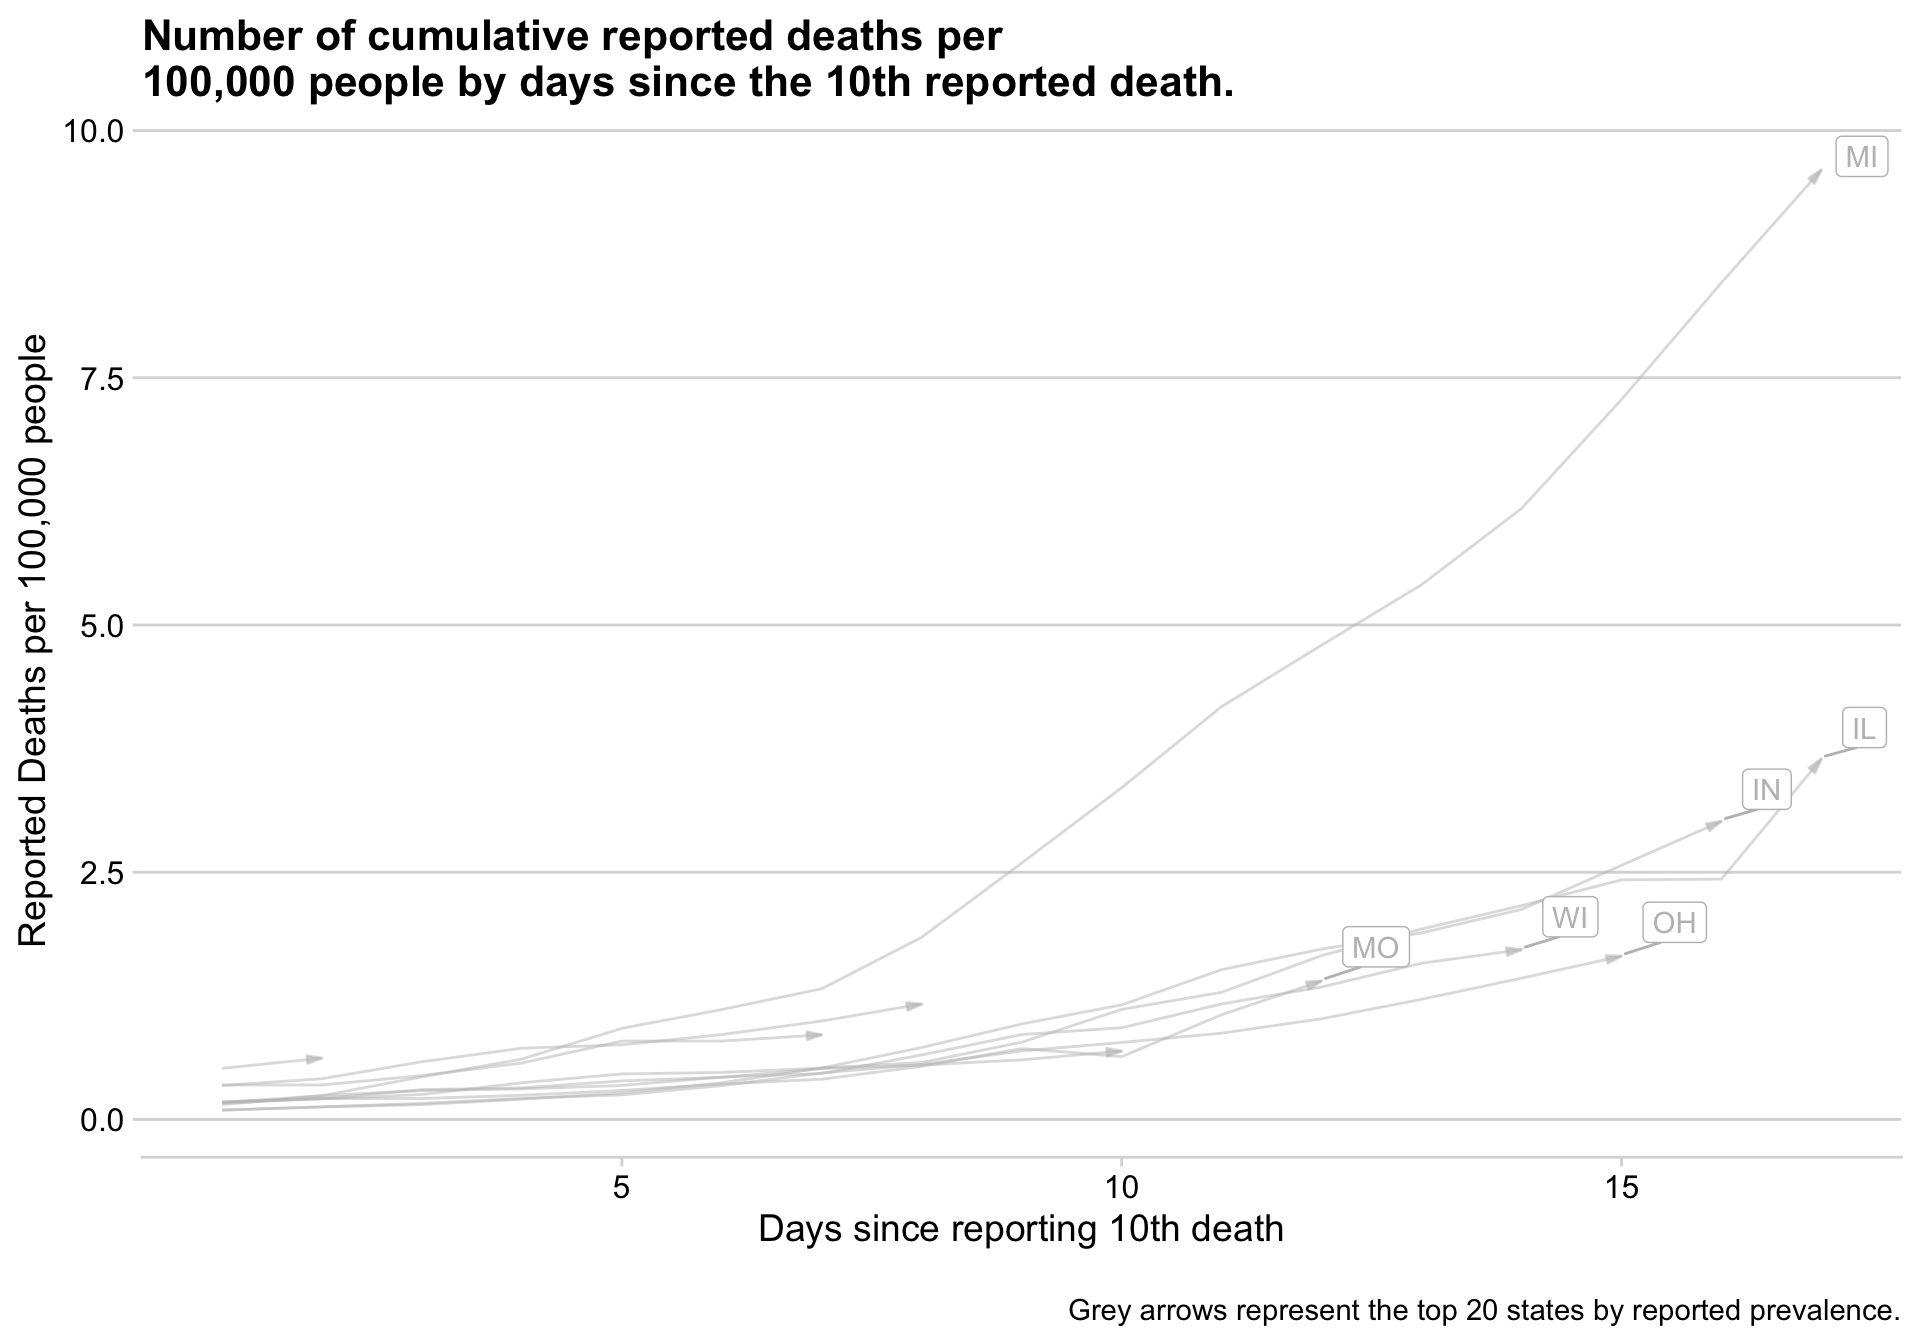 Number of cumulative reported deaths per
100,000 people by days since the 10th reported death.
Reported Deaths per 100,000 people
10.0
7.5
5.0
2.5
0.0
MI
IL
IN
WI
OH
MO
5
10
15
Days since reporting 10th death
Grey arrows represent the top 20 states by reported prevalence.